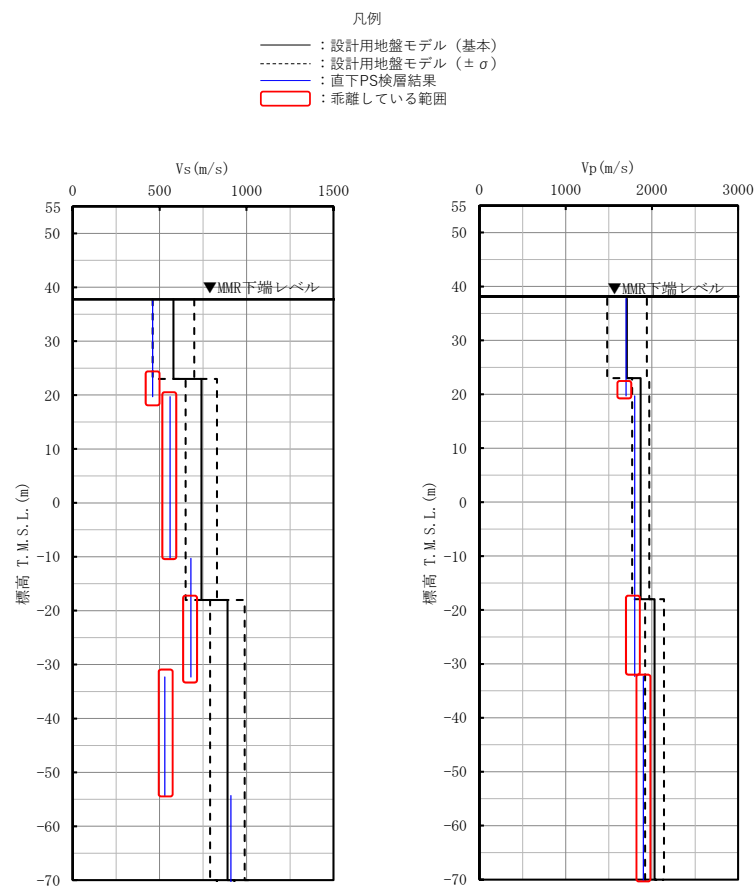 凡例
：設計用地盤モデル（基本）
：設計用地盤モデル（±σ）
：直下PS検層結果
：乖離している範囲
Vs(m/s)
0 500 1000 1500
55
50
40
30
20
10
0
-10
-20
-30
-40
-50
-60
-70
標高 T.M.S.L.(m)
▼MMR下端レベル
Vp(m/s)
0 1000 2000 3000
55
50
40
30
20
10
0
-10
-20
-30
-40
-50
-60
-70
標高 T.M.S.L.(m)
▼MMR下端レベル